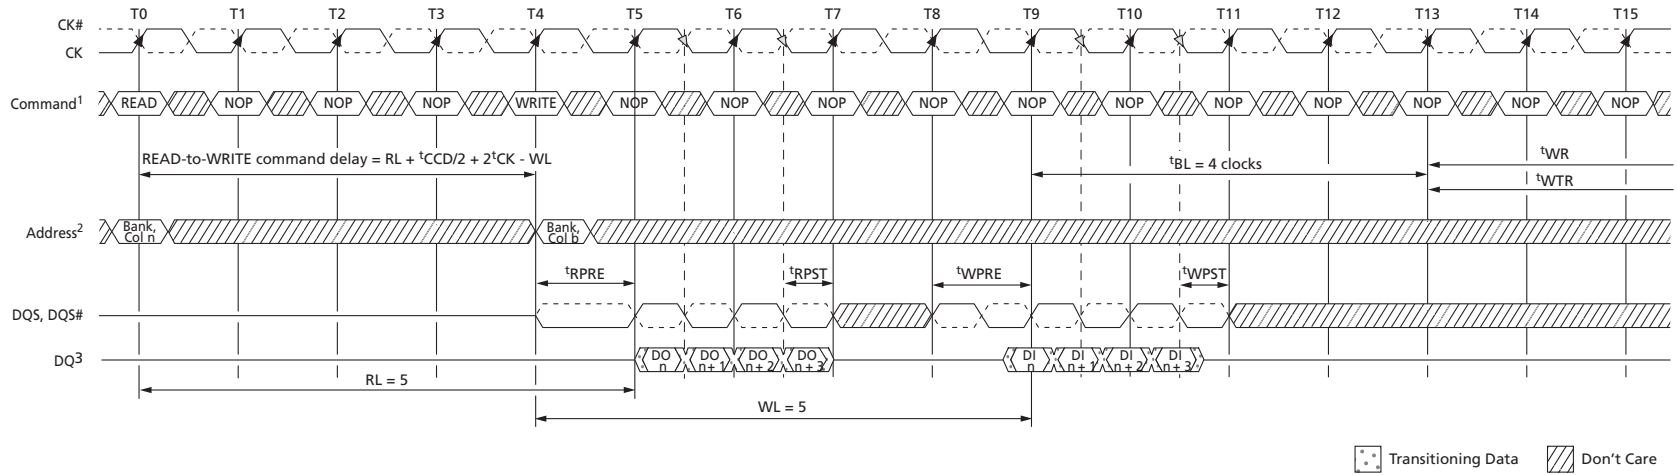 T0 T1 T2 T3 T4 T5 T6 T7 T8 T9 T10 T11 T12 T13 T14 T15
CK#
CK
Command1 READ NOP NOP NOP WRITE NOP NOP NOP NOP NOP NOP NOP NOP NOP NOP NOP
READ-to-WRITE command delay = RL + tCCD/2 + 2tCK - WL
tBL = 4 clocks
tWR
tWTR
Address2
Bank,
Col n
Bank,
Col b
tRPRE tRPST tWPRE tWPST
DQS, DQS#
DQ3
DO
n
DO
n + 1
DO
n + 2
DO
n + 3
DI
n
DI
n + 1
DI
n + 2
DI
n + 3
RL = 5
WL = 5
Transitioning Data Don't Care